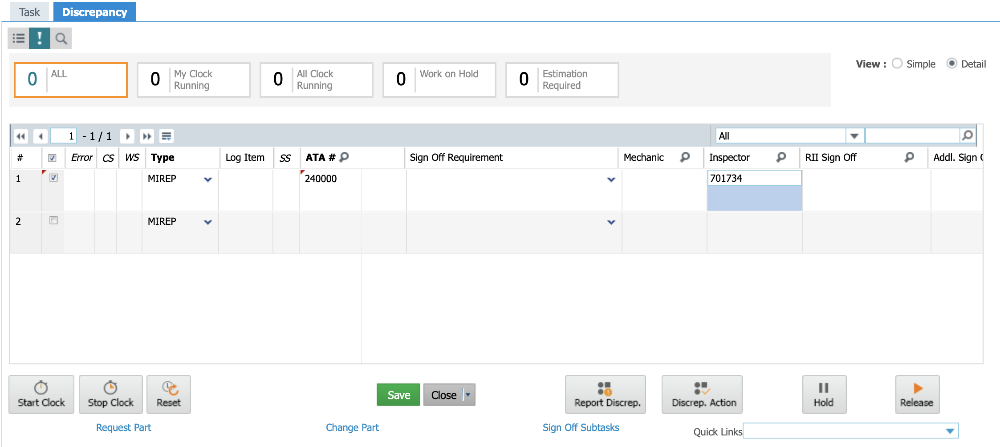 Task
Discrepancy
0 ALL
0 My Clock Running
0 All Clock Running
0 Work on Hold
0 Estimation Required
View : Simple Detail
1 - 1 / 1
All
# Error CS WS Type Log Item SS ATA # Sign Off Requirement Mechanic Inspector RII Sign Off Addl. Sign
1 MIREP 240000 701734
2 MIREP
Start Clock
Stop Clock
Reset
Save
Close
Report Discrep.
Discrep. Action
Hold
Release
Request Part
Change Part
Sign Off Subtasks
Quick Links